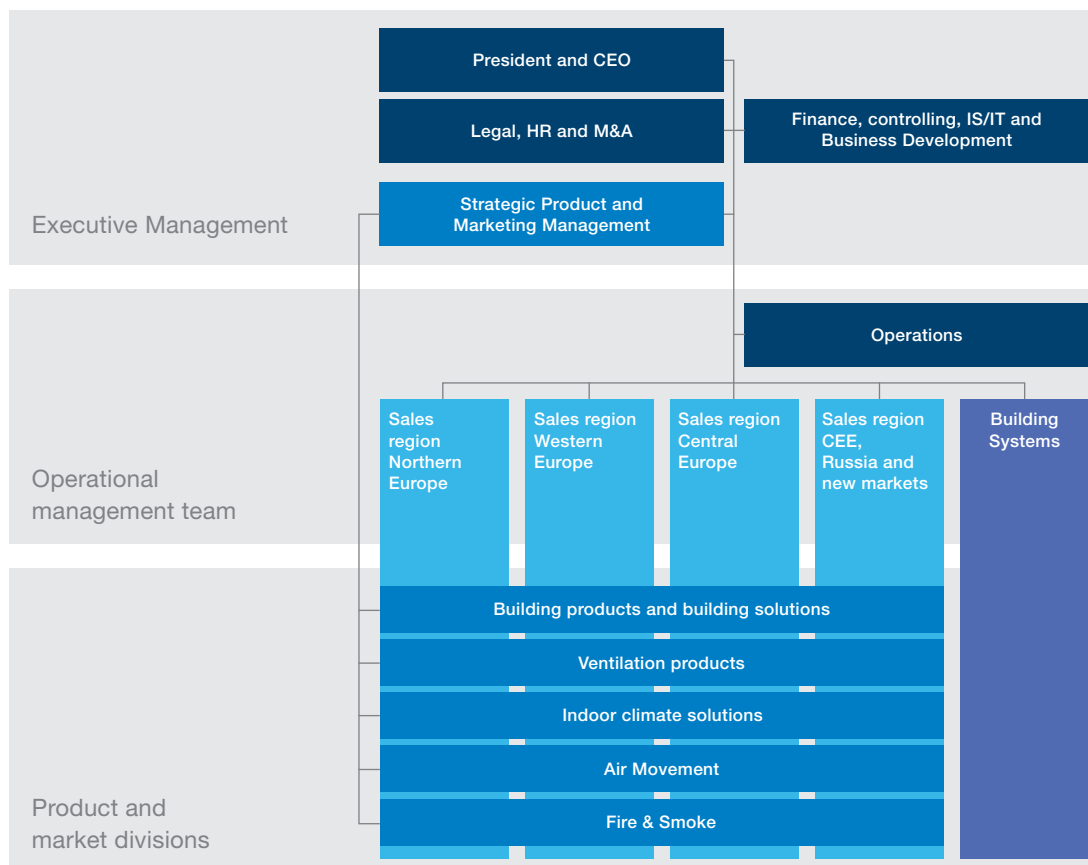 President and CEO
Legal, HR and M&A
Finance, controlling, IS/IT and
Business Development
Strategic Product and
Marketing Management
Executive Management
Operations
Sales
region
Northern
Europe
Sales region
Western
Europe
Sales region
Central
Europe
Sales region
CEE,
Russia and
new markets
Building
Systems
Operational
management team
Building products and building solutions
Ventilation products
Indoor climate solutions
Air Movement
Fire & Smoke
Product and
market divisions